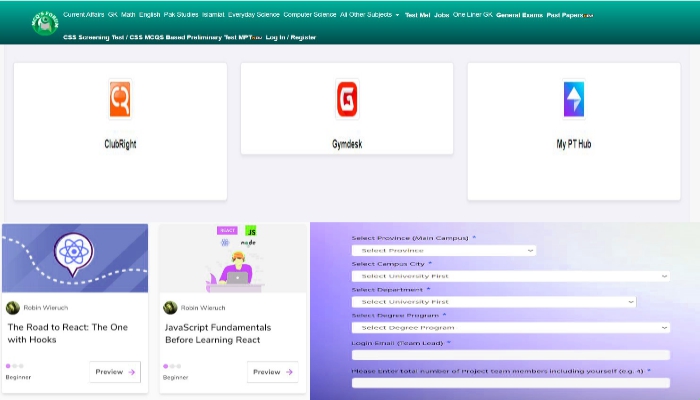 Current Affairs GK Math English Pak Studies Islamiat Everyday Science Computer Science All Other Subjects Test Me! Jobs One Liner GK General Exams Past Papers
CSS Screening Test / CSS MCQS Based Preliminary Test MPT Log In / Register
ClubRight
Gymdesk
My PT Hub
REACT
JS
node
Robin Wieruch
The Road to React: The One
with Hooks
Beginner
Preview
Robin Wieruch
JavaScript Fundamentals
Before Learning React
Beginner
Preview
Select Province (Main Campus) *
Select Province
Select Campus City *
Select University First
Select Department *
Select University First
Select Degree Program *
Select Degree Program
Login Email (Team Lead) *
Please Enter total number of Project team members including yourself (e.g. 4) *